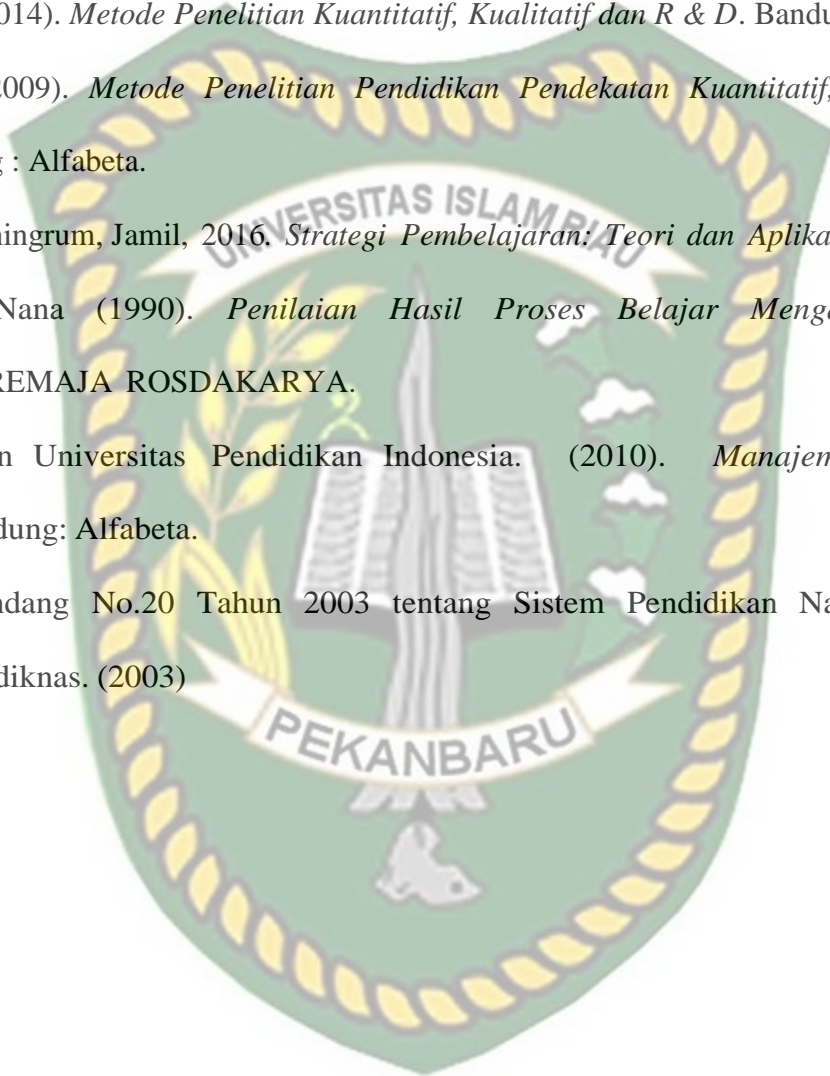 014). Metode Penelitian Kuantitatif, Kualitatif dan R & D. Bandu
2009). Metode Penelitian Pendidikan Pendekatan Kuantitatif,
: Alfabeta.
ningrum, Jamil, 2016. Strategi Pembelajaran: Teori dan Aplika
Nana (1990). Penilaian Hasil Proses Belajar Menga
REMAJA ROSDAKARYA.
n Universitas Pendidikan Indonesia. (2010). Manajem
dung: Alfabeta.
ndang No.20 Tahun 2003 tentang Sistem Pendidikan Na
diknas. (2003)
UNIVERSITAS ISLAM RIAU
PEKANBARU